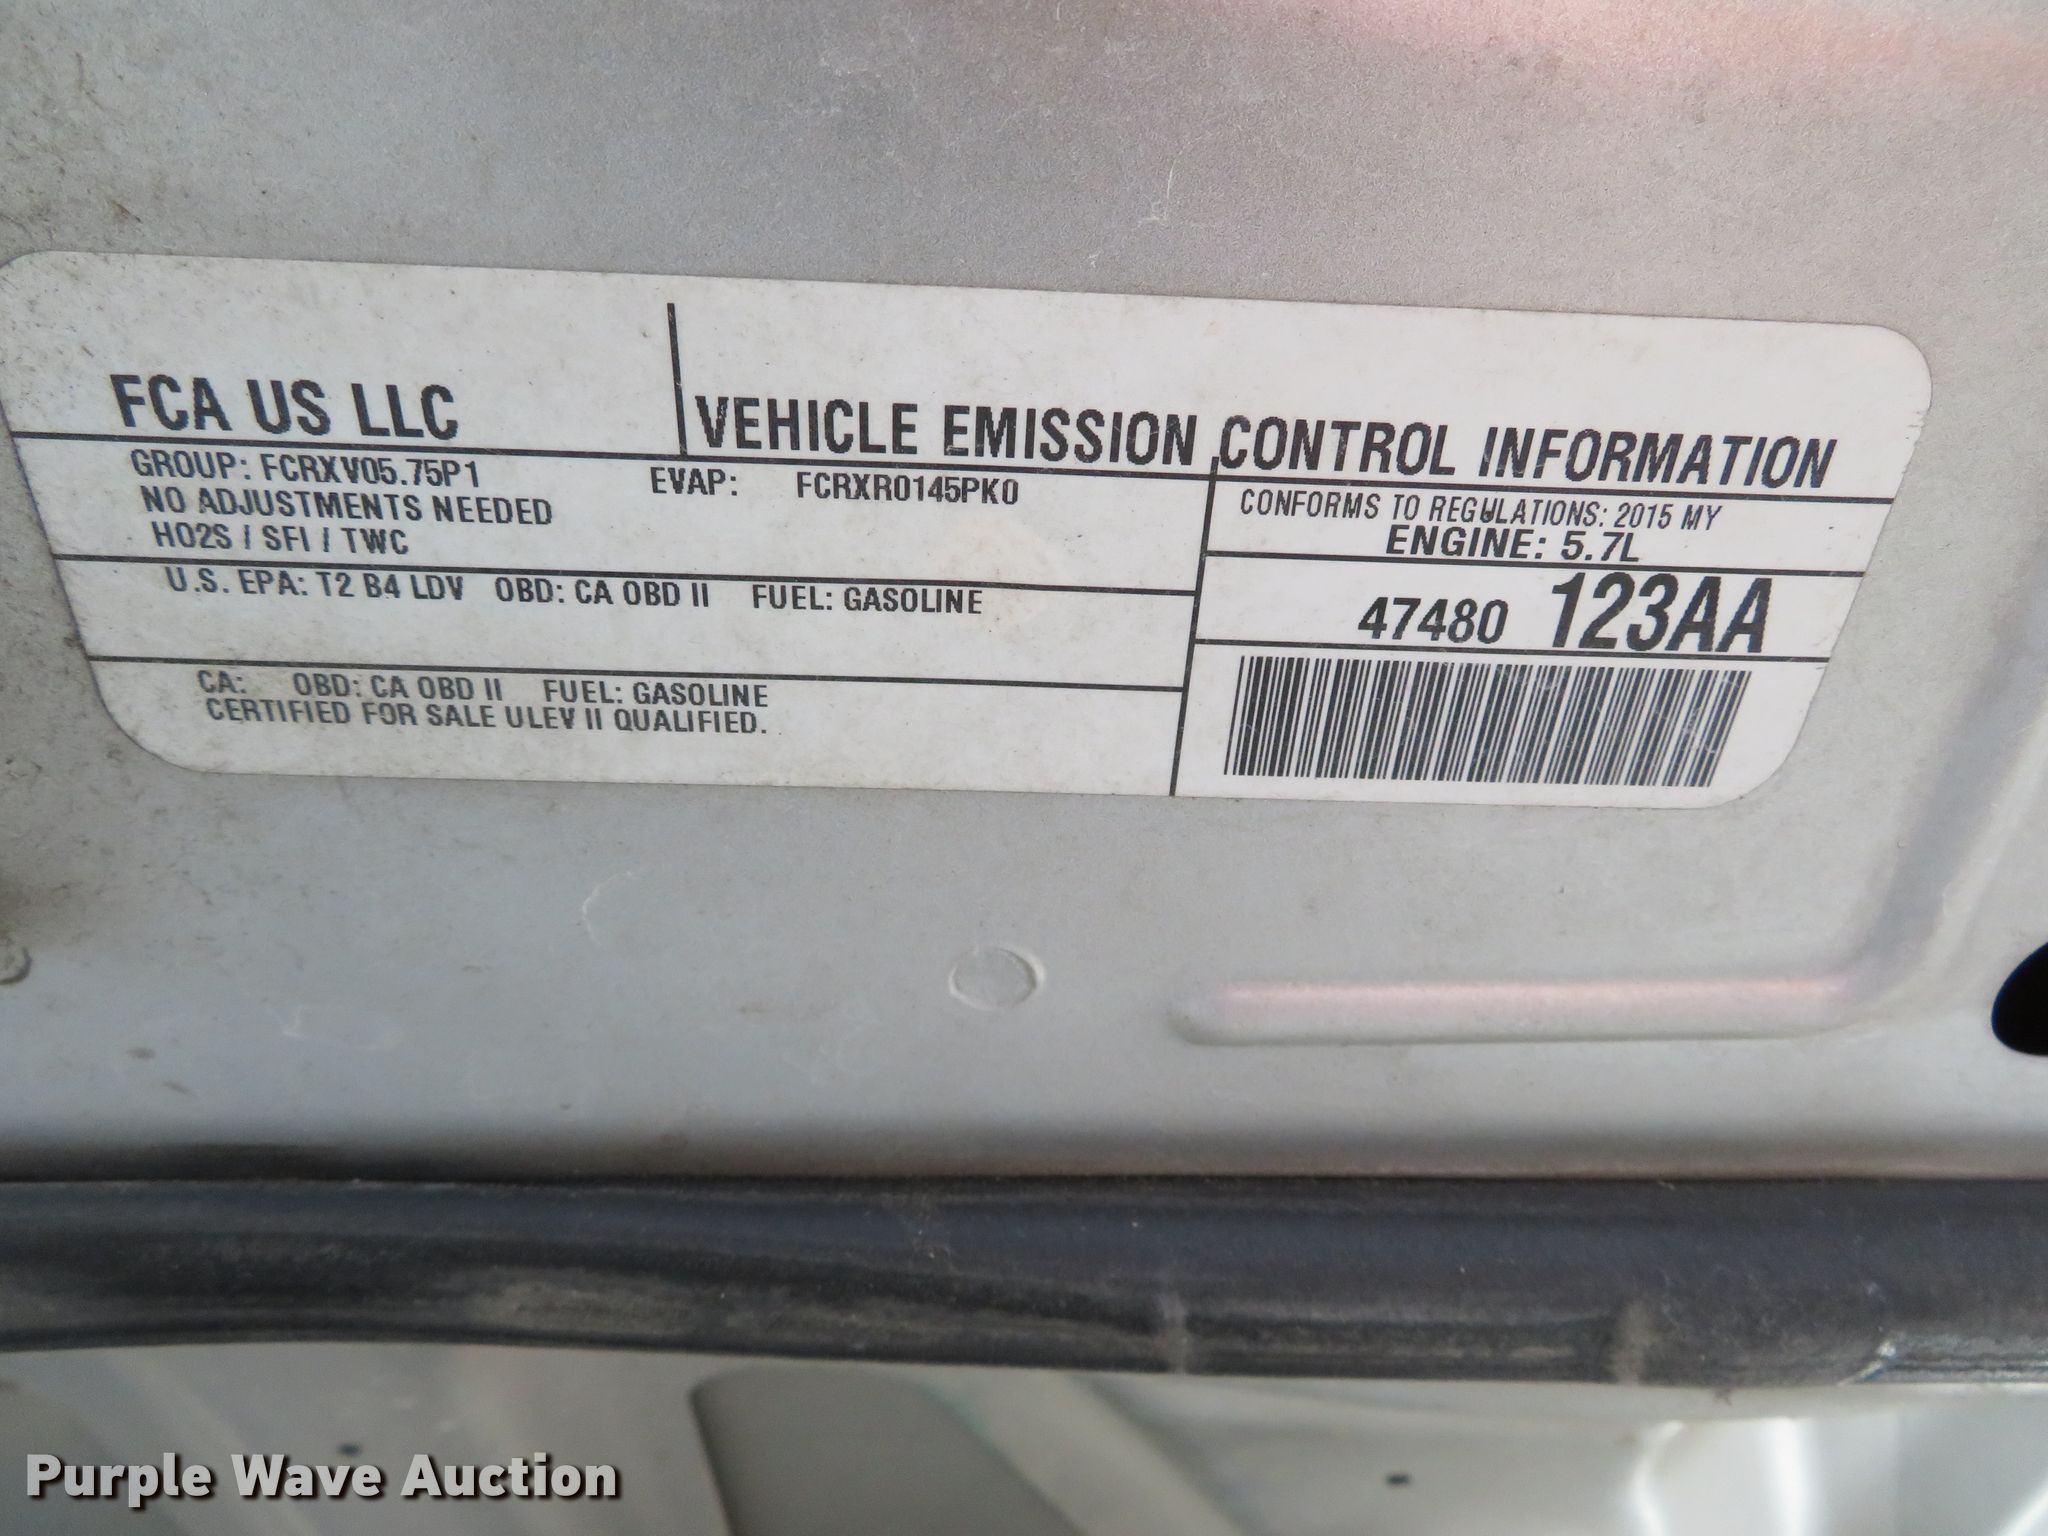 FCA US LLC
VEHICLE EMISSION CONTROL INFORMATION
GROUP: FCRXV05.75P1
EVAP: FCRXR0145PK0
NO ADJUSTMENTS NEEDED
HO2S / SFI / TWC
CONFORMS TO REGULATIONS: 2015 MY
ENGINE: 5.7L
U.S. EPA: T2 B4 LDV OBD: CA OBD II FUEL: GASOLINE
47480 123AA
CA: OBD: CA OBD II FUEL: GASOLINE
CERTIFIED FOR SALE ULEV II QUALIFIED.
Purple Wave Auction